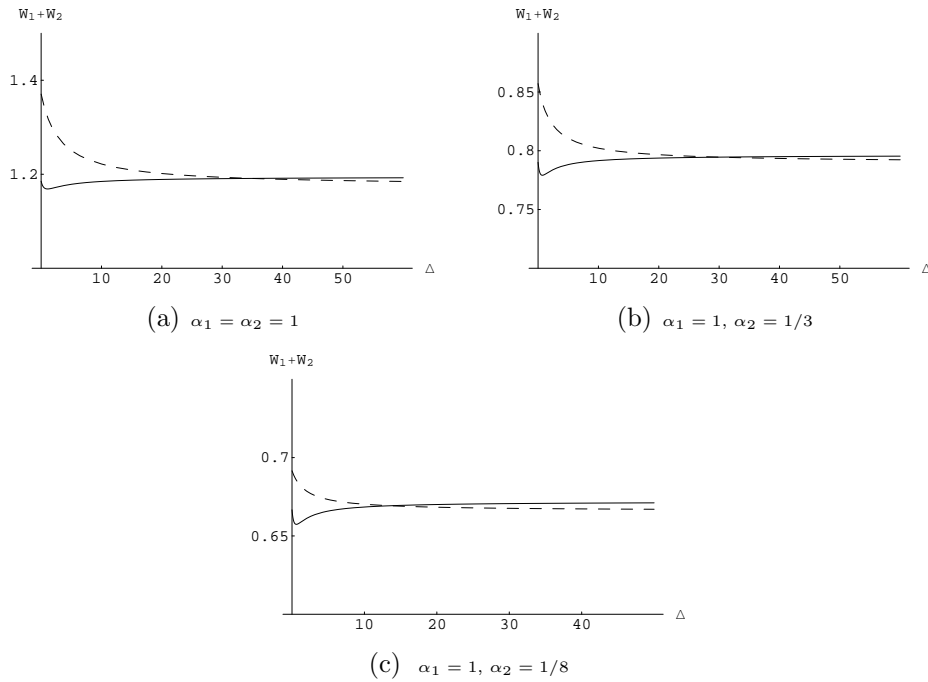 W₁+W₂
1.4
1.2
10 20 30 40 50 Δ
(a) α₁ = α₂ = 1
W₁+W₂
0.85
0.8
0.75
10 20 30 40 50 Δ
(b) α₁ = 1, α₂ = 1/3
W₁+W₂
0.7
0.65
10 20 30 40 Δ
(c) α₁ = 1, α₂ = 1/8